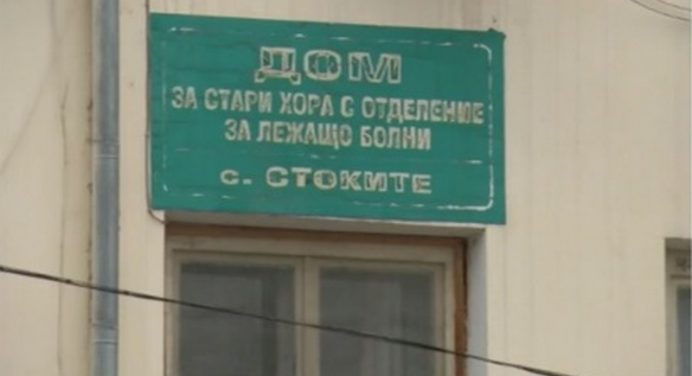 ДОМ
ЗА СТАРИ ХОРА С ОТДЕЛЕНИЕ
ЗА ЛЕЖАЩО БОЛНИ
с. СТОКИТЕ